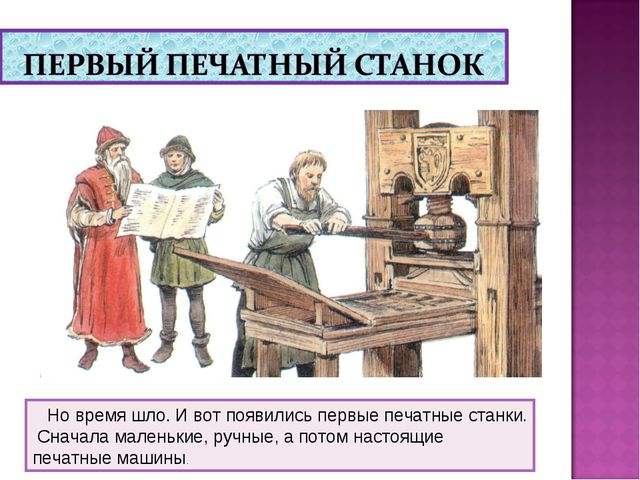 ПЕРВЫЙ ПЕЧАТНЫЙ СТАНОК
Но время шло. И вот появились первые печатные станки.
Сначала маленькие, ручные, а потом настоящие
печатные машины.